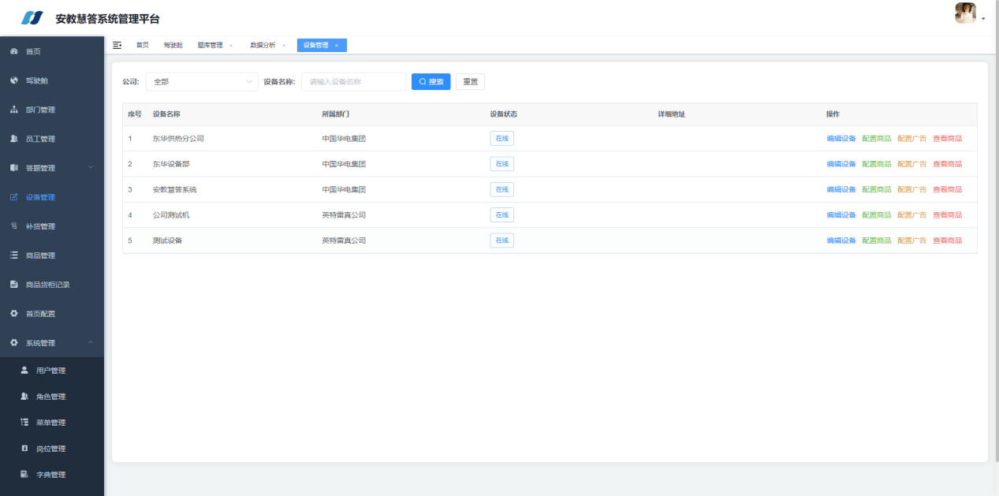 安教慧答系统管理平台
首页
驾驶舱
部门管理
员工管理
答题管理
设备管理
补货管理
商品管理
商品货柜记录
首页配置
系统管理
用户管理
角色管理
菜单管理
岗位管理
字典管理
首页 驾驶舱 题库管理 × 数据分析 × 设备管理 ×
公司: 全部 设备名称: 请输入设备名称 搜索 重置
序号 设备名称 所属部门 设备状态 详细地址 操作
1 东华供热分公司 中国华电集团 在线 编辑设备 配置商品 配置广告 查看商品
2 东华设备部 中国华电集团 在线 编辑设备 配置商品 配置广告 查看商品
3 安教慧答系统 中国华电集团 在线 编辑设备 配置商品 配置广告 查看商品
4 公司测试机 英特雷真公司 在线 编辑设备 配置商品 配置广告 查看商品
5 测试设备 英特雷真公司 在线 编辑设备 配置商品 配置广告 查看商品